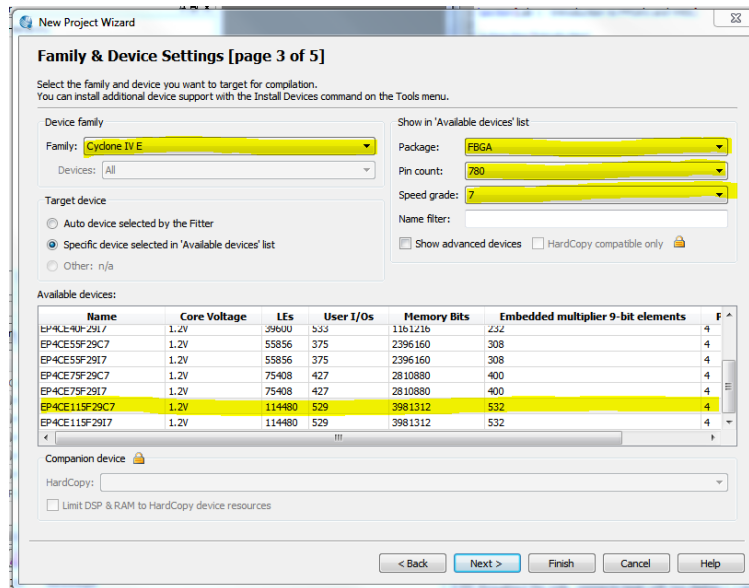 New Project Wizard
Family & Device Settings [page 3 of 5]
Select the family and device you want to target for compilation.
You can install additional device support with the Install Devices command on the Tools menu.
Device family
Family: Cyclone IV E
Devices: All
Show in 'Available devices' list
Package: FBGA
Pin count: 780
Speed grade: 7
Name filter:
Show advanced devices HardCopy compatible only
Target device
Auto device selected by the Fitter
Specific device selected in 'Available devices' list
Other: n/a
Available devices:
Name Core Voltage LEs User I/Os Memory Bits Embedded multiplier 9-bit elements
EP4CE40F29I7 1.2V 39600 533 1161216 232 4
EP4CE55F29C7 1.2V 55856 375 2396160 308 4
EP4CE55F29I7 1.2V 55856 375 2396160 308 4
EP4CE75F29C7 1.2V 75408 427 2810880 400 4
EP4CE75F29I7 1.2V 75408 427 2810880 400 4
EP4CE115F29C7 1.2V 114480 529 3981312 532 4
EP4CE115F29I7 1.2V 114480 529 3981312 532 4
Companion device
HardCopy:
Limit DSP & RAM to HardCopy device resources
< Back Next > Finish Cancel Help